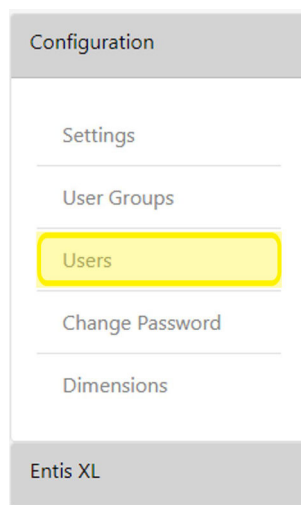 Configuration
Settings
User Groups
Users
Change Password
Dimensions
Entis XL